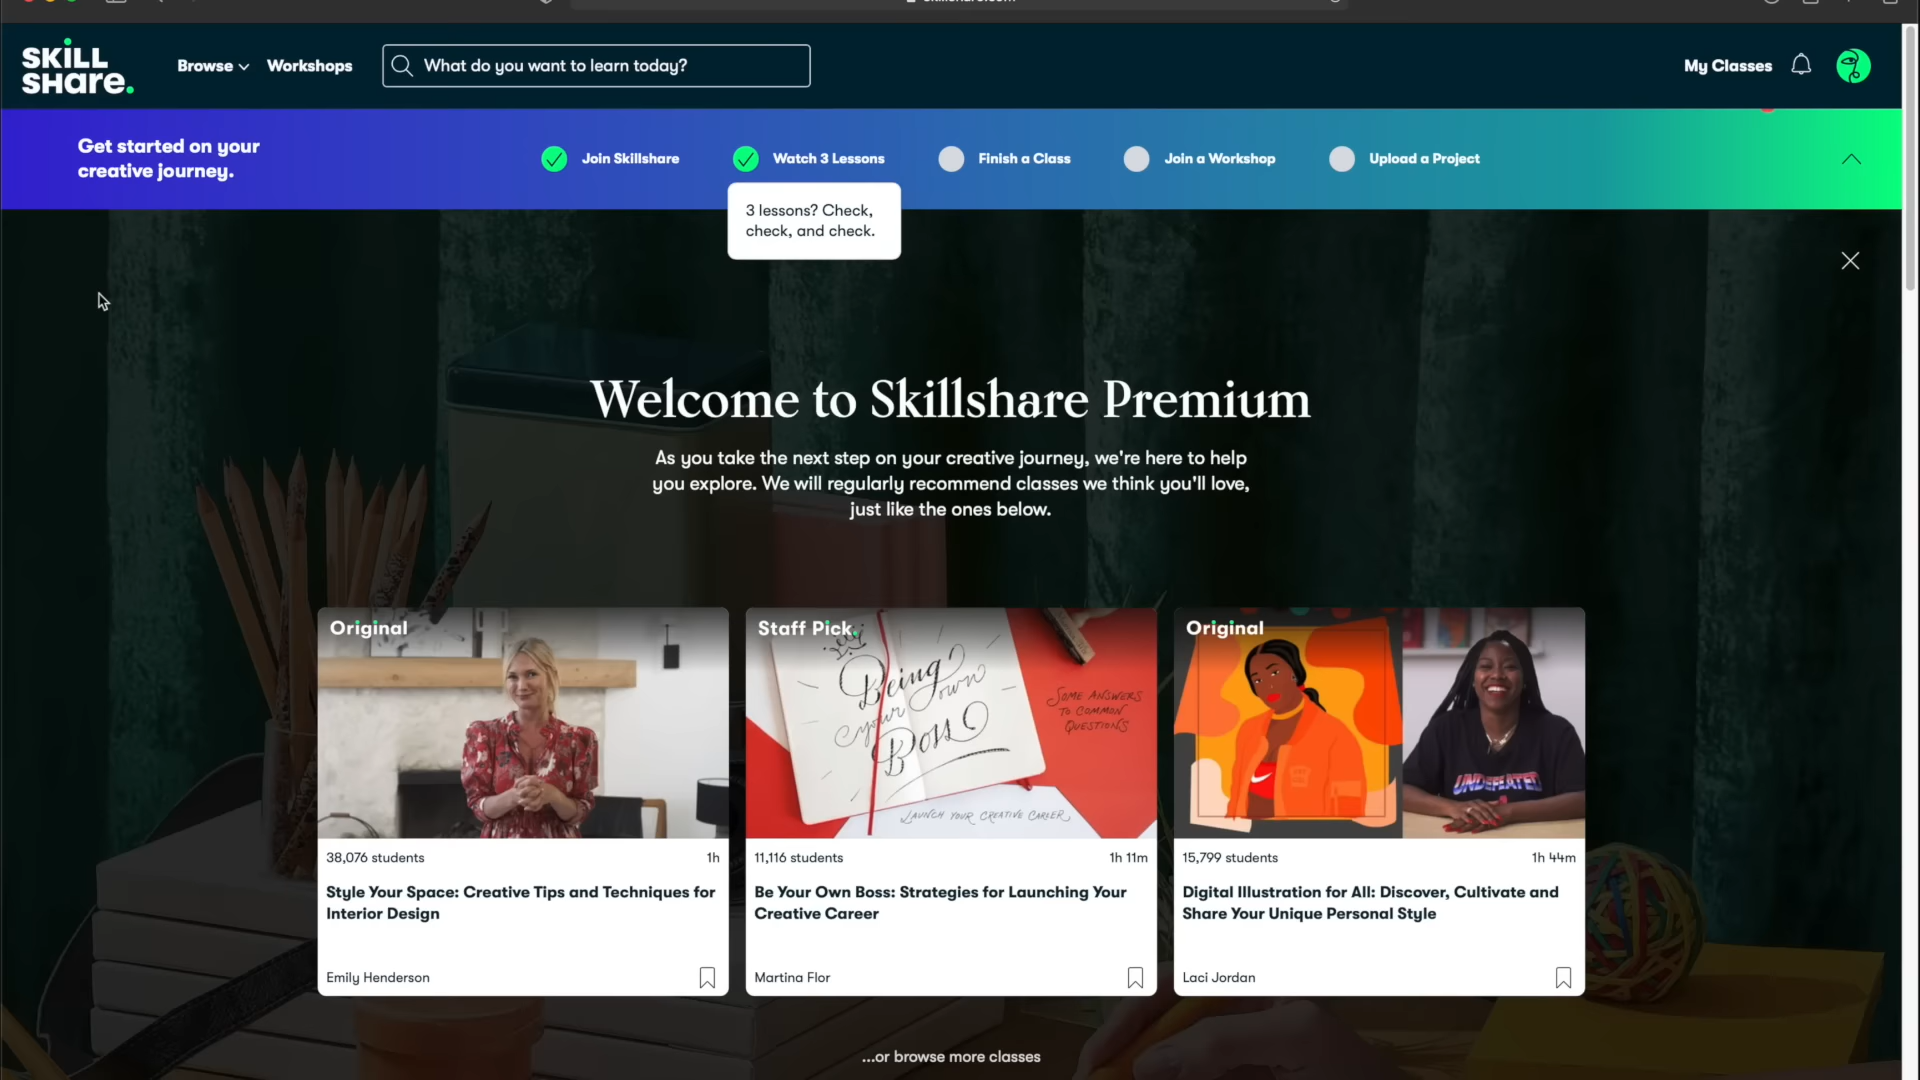 SKILL
SHare.
Browse
Workshops
What do you want to learn today?
My Classes
Get started on your
creative journey.
Join Skillshare
Watch 3 Lessons
Finish a Class
Join a Workshop
Upload a Project
3 lessons? Check,
check, and check.
Welcome to Skillshare Premium
As you take the next step on your creative journey, we're here to help
you explore. We will regularly recommend classes we think you'll love,
just like the ones below.
Original
Staff Pick.
Being
your own
Boss
SOME ANSWERS
TO COMMON
QUESTIONS
LAUNCH YOUR CREATIVE CAREER
Original
UNDEFEATED
38,076 students
1h
Style Your Space: Creative Tips and Techniques for
Interior Design
Emily Henderson
11,116 students
1h 11m
Be Your Own Boss: Strategies for Launching Your
Creative Career
Martina Flor
15,799 students
1h 44m
Digital Illustration for All: Discover, Cultivate and
Share Your Unique Personal Style
Laci Jordan
...or browse more classes